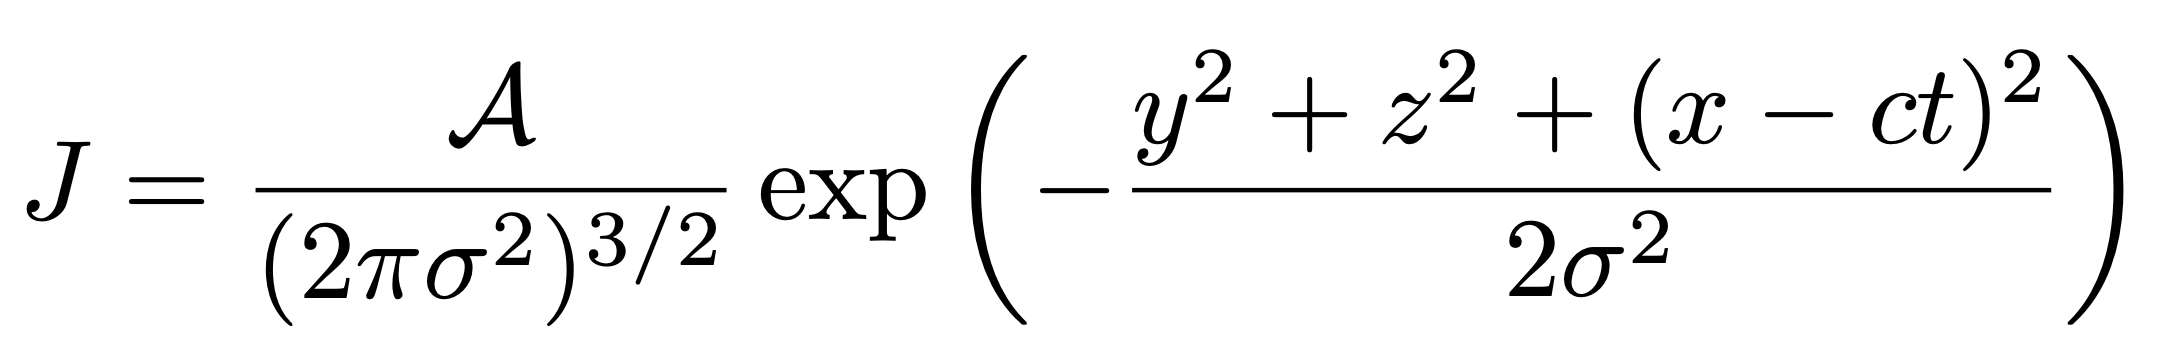 $J = \frac{\mathcal{A}}{(2\pi\sigma^2)^{3/2}} \exp\left(-\frac{y^2 + z^2 + (x - ct)^2}{2\sigma^2}\right)$